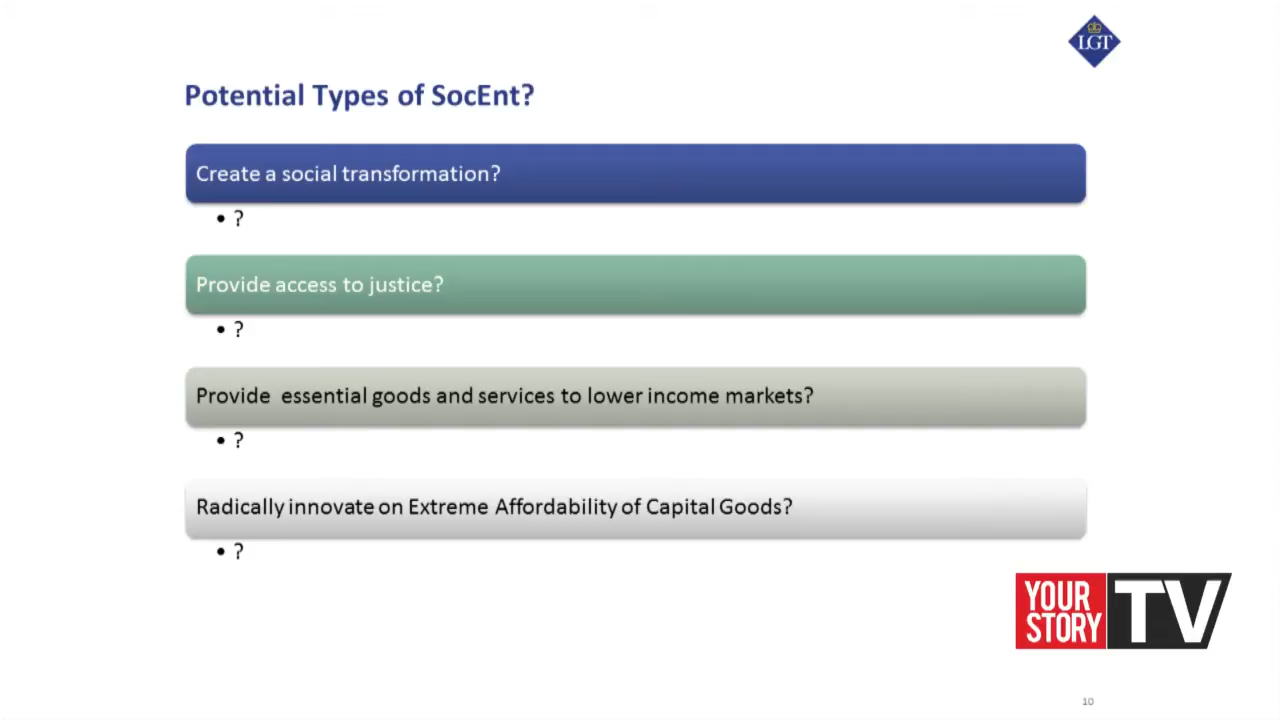 LGT
Potential Types of SocEnt?
Create a social transformation?
• ?
Provide access to justice?
• ?
Provide essential goods and services to lower income markets?
• ?
Radically innovate on Extreme Affordability of Capital Goods?
• ?
YOUR
STORY
TV
10